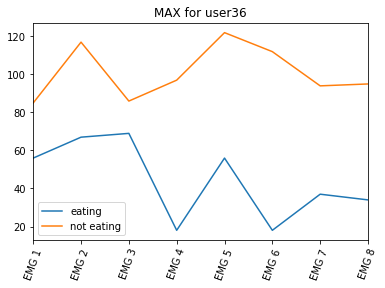 MAX for user36
120
100
80
60
40
20
eating
not eating
EMG 1
EMG 2
EMG 3
EMG 4
EMG 5
EMG 6
EMG 7
EMG 8